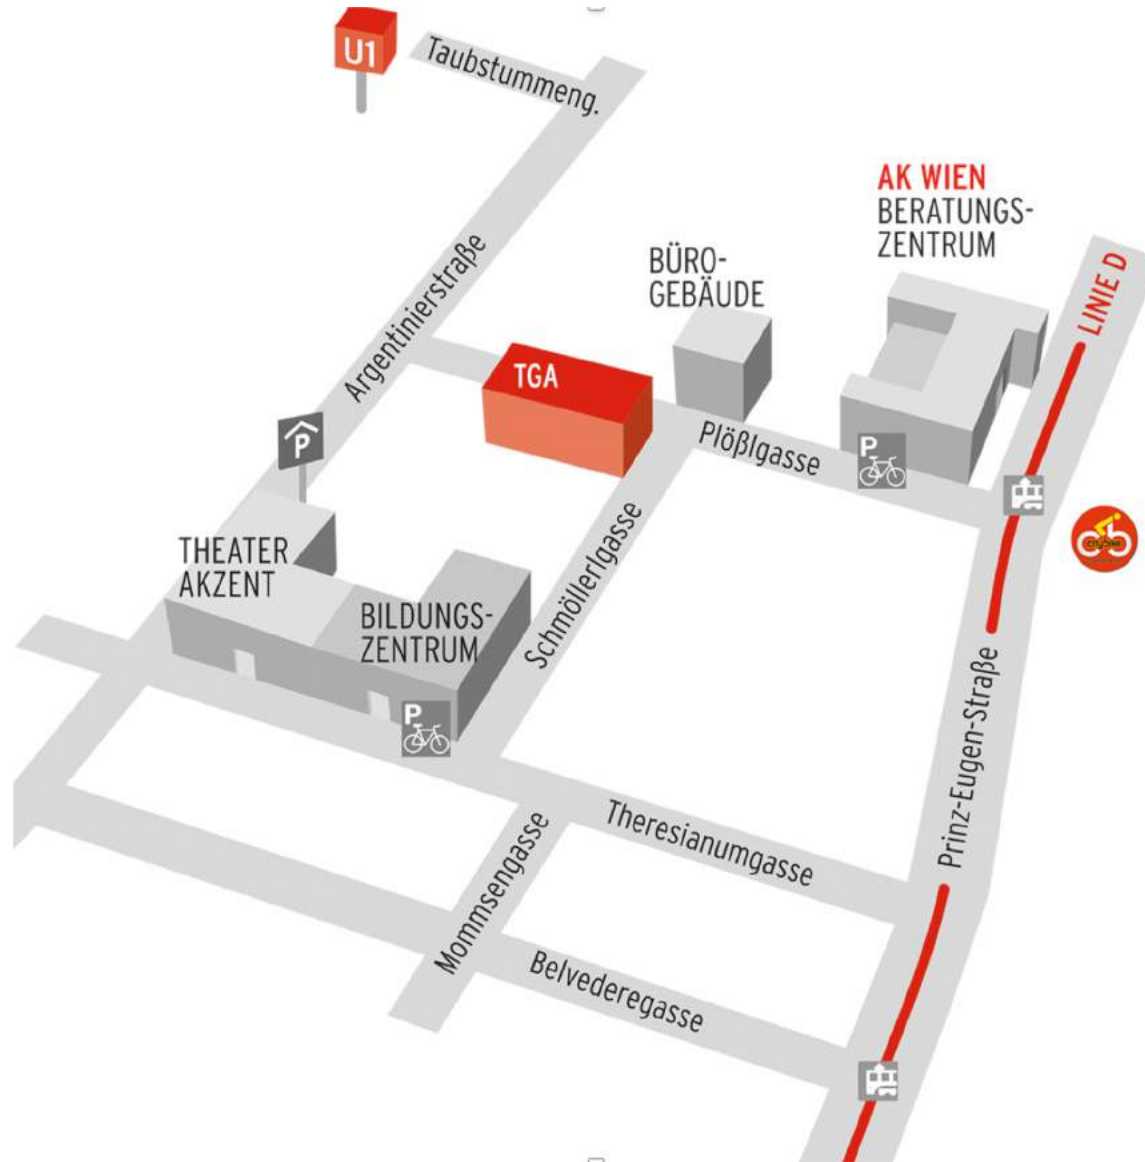 U1
Taubstummeng.
AK WIEN
BERATUNGS-
ZENTRUM
BÜRO-
GEBÄUDE
LINIE D
Argentinierstraße
TGA
P
Plößlgasse
P
THEATER
AKZENT
BILDUNGS-
ZENTRUM
Schmöllerlgasse
P
Prinz-Eugen-Straße
Theresianumgasse
Mommsengasse
Belvederegasse